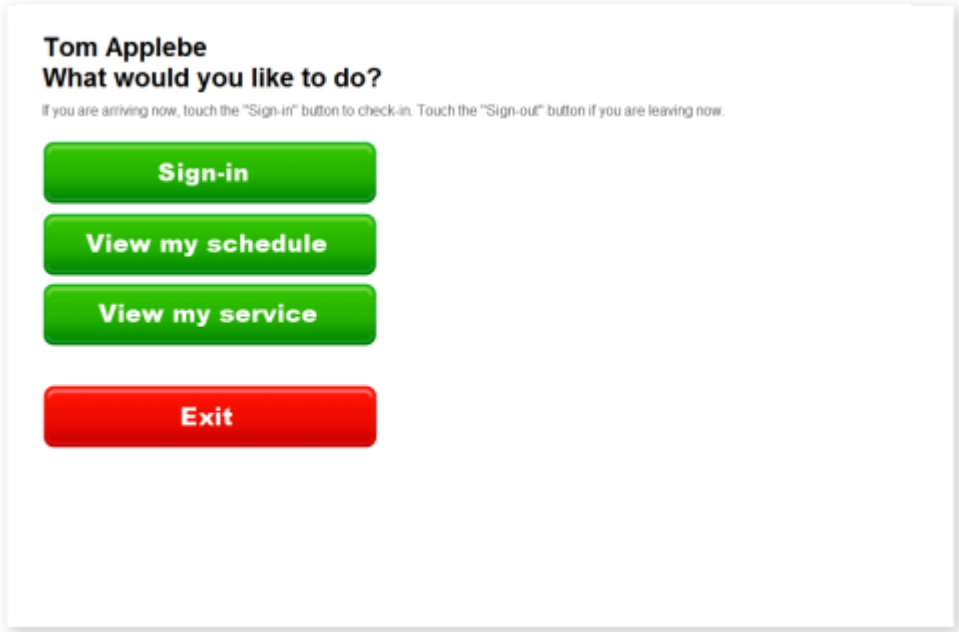 Tom Applebe
What would you like to do?
If you are arriving now, touch the "Sign-in" button to check-in. Touch the "Sign-out" button if you are leaving now.
Sign-in
View my schedule
View my service
Exit